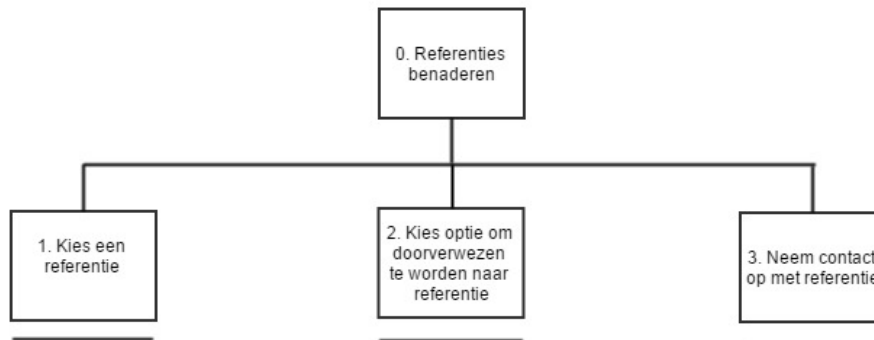 0. Referenties
benaderen
1. Kies een
referentie
2. Kies optie om
doorverwezen
te worden naar
referentie
3. Neem contact
op met referentie